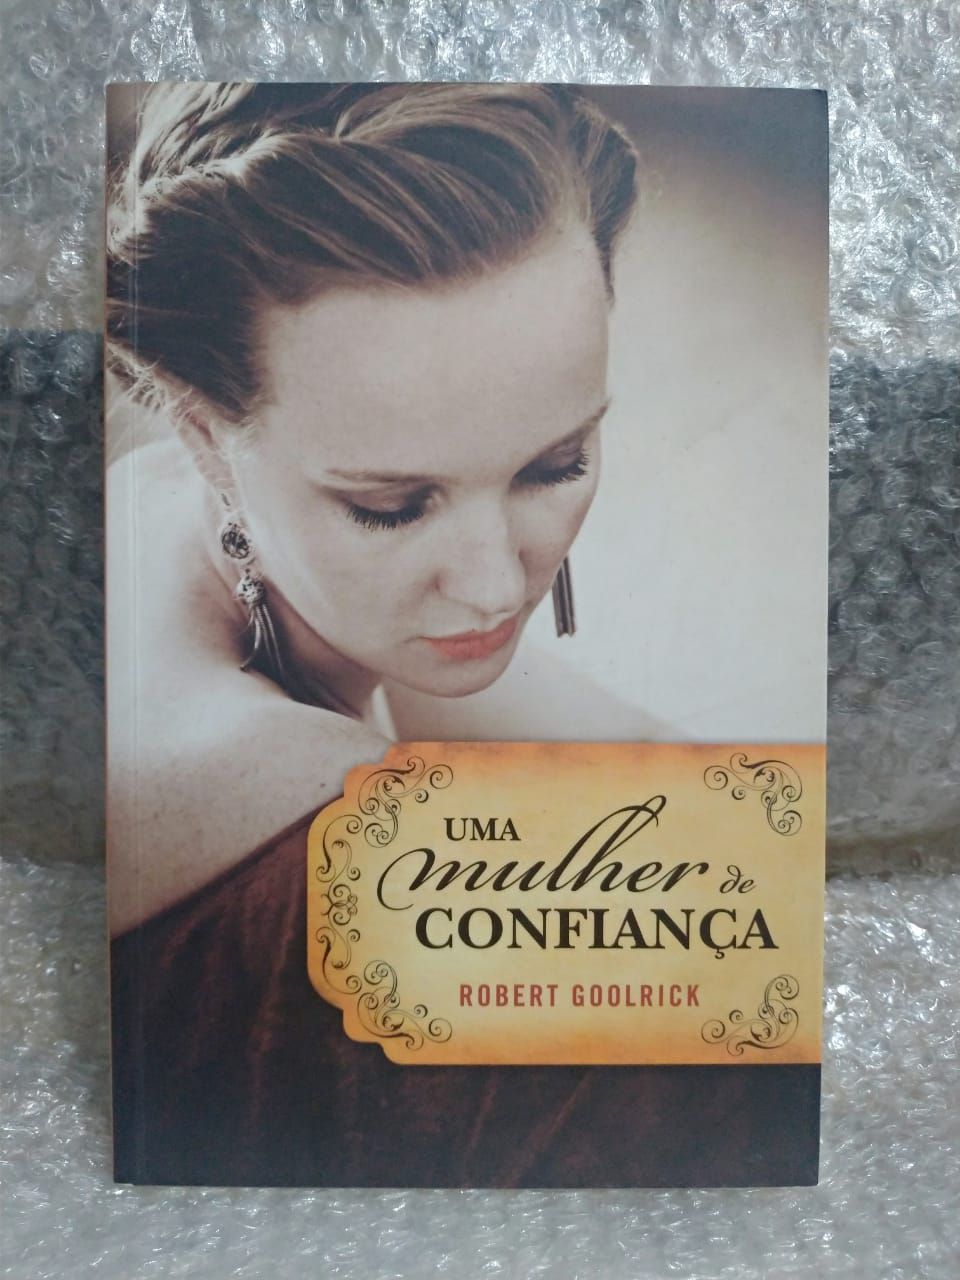 UMA
mulher de
CONFIANÇA
ROBERT GOOLRICK